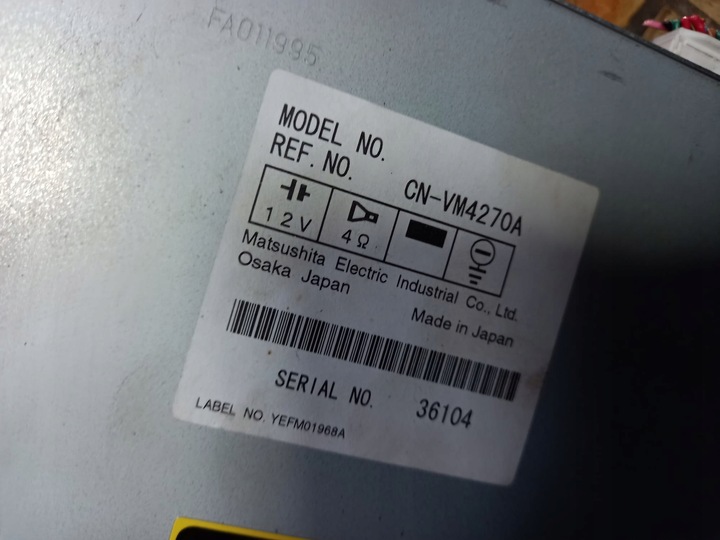 FA011995
MODEL NO.
REF. NO.
CN-VM4270A
12V
4Ω
Matsushita Electric Industrial Co., Ltd.
Osaka Japan
Made in Japan
SERIAL NO. 36104
LABEL NO. YEFM01968A